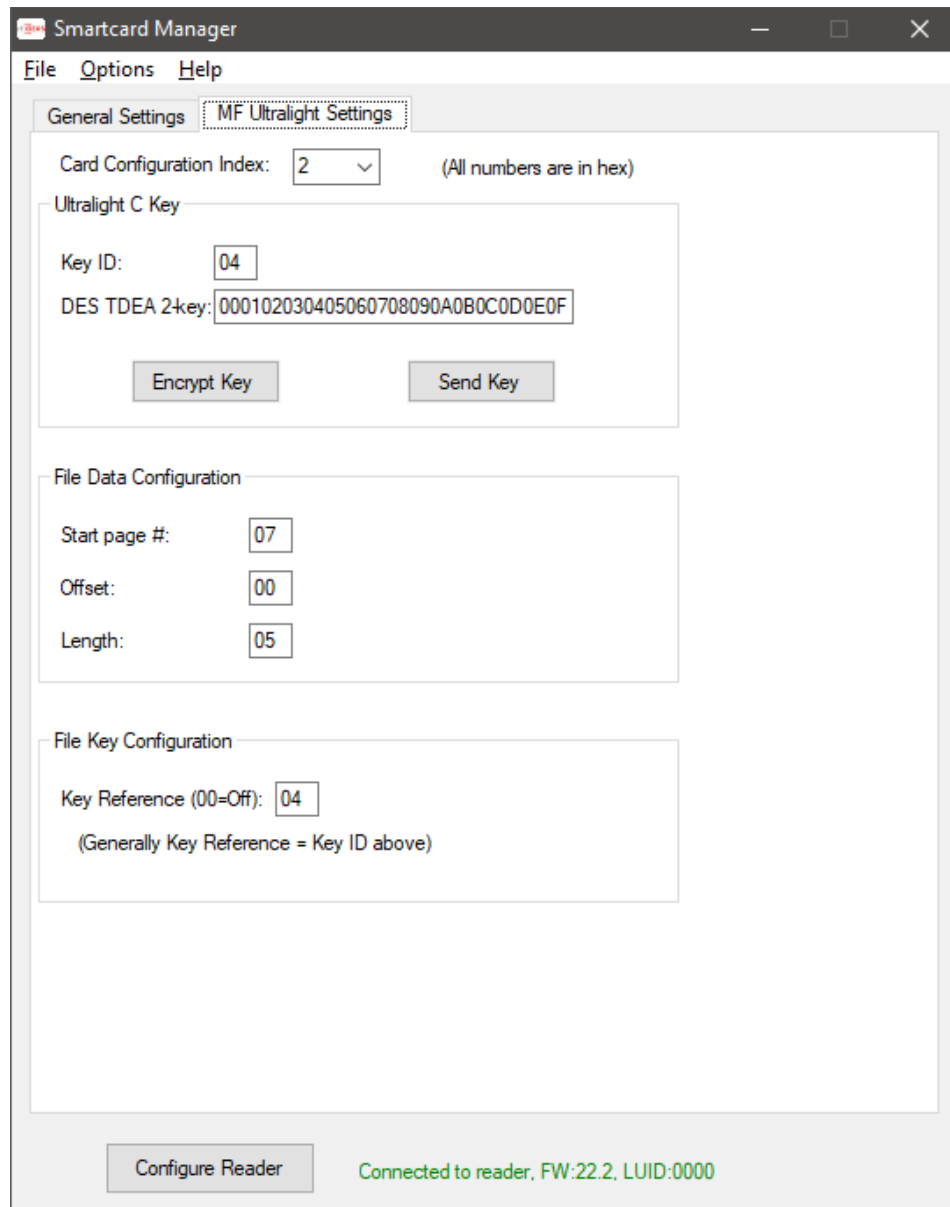 Smartcard Manager
File Options Help
General Settings MF Ultralight Settings
Card Configuration Index: 2 (All numbers are in hex)
Ultralight C Key
Key ID: 04
DES TDEA 2-key: 000102030405060708090A0B0C0D0E0F
Encrypt Key Send Key
File Data Configuration
Start page #: 07
Offset: 00
Length: 05
File Key Configuration
Key Reference (00=Off): 04
(Generally Key Reference = Key ID above)
Configure Reader Connected to reader, FW:22.2, LUID:0000